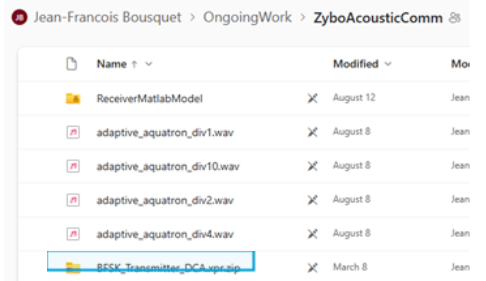 JB Jean-Francois Bousquet > OngoingWork > ZyboAcousticComm
Name Modified Mo
ReceiverMatlabModel August 12 Jean
adaptive_aquatron_div1.wav August 8 Jean
adaptive_aquatron_div10.wav August 8 Jean
adaptive_aquatron_div2.wav August 8 Jean
adaptive_aquatron_div4.wav August 8 Jean
BFSK_Transmitter_DCA.xpr.zip March 8 Jean